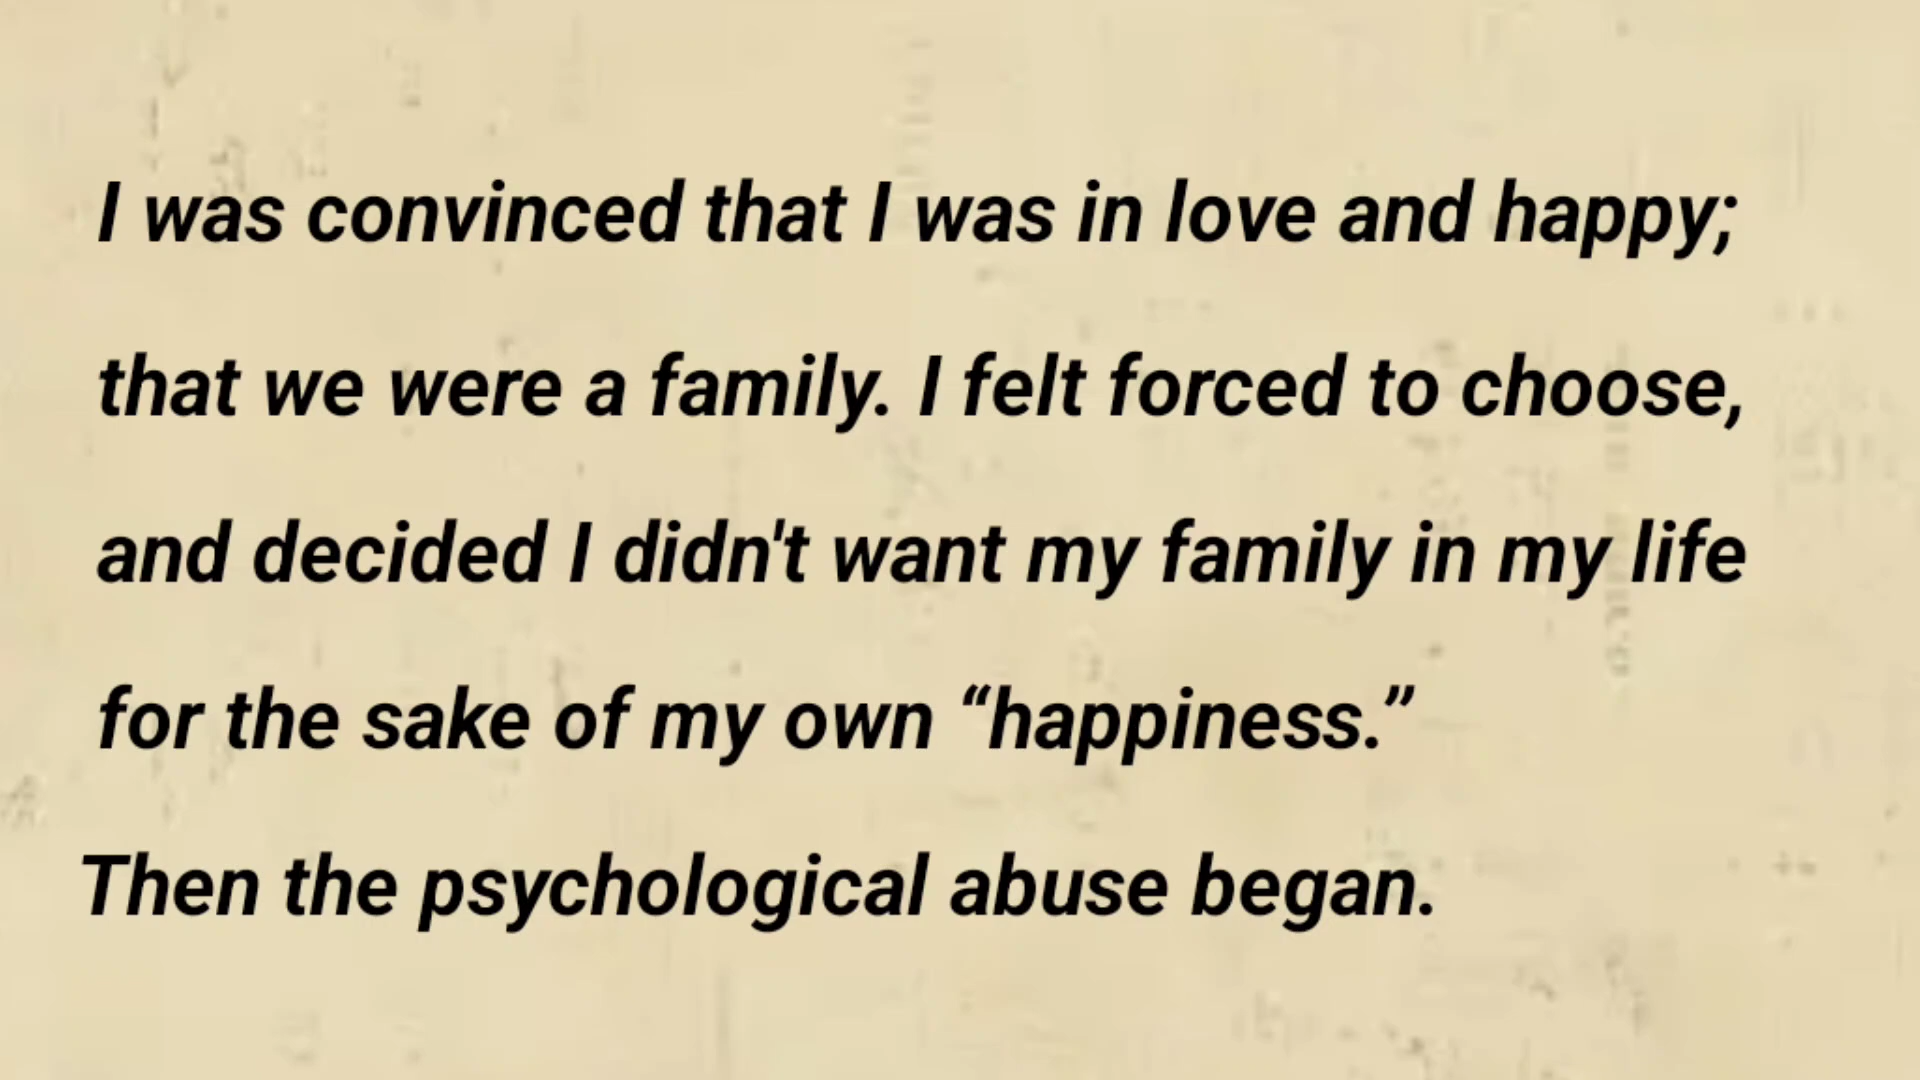 I was convinced that I was in love and happy;
that we were a family. I felt forced to choose,
and decided I didn't want my family in my life
for the sake of my own “happiness.”
Then the psychological abuse began.